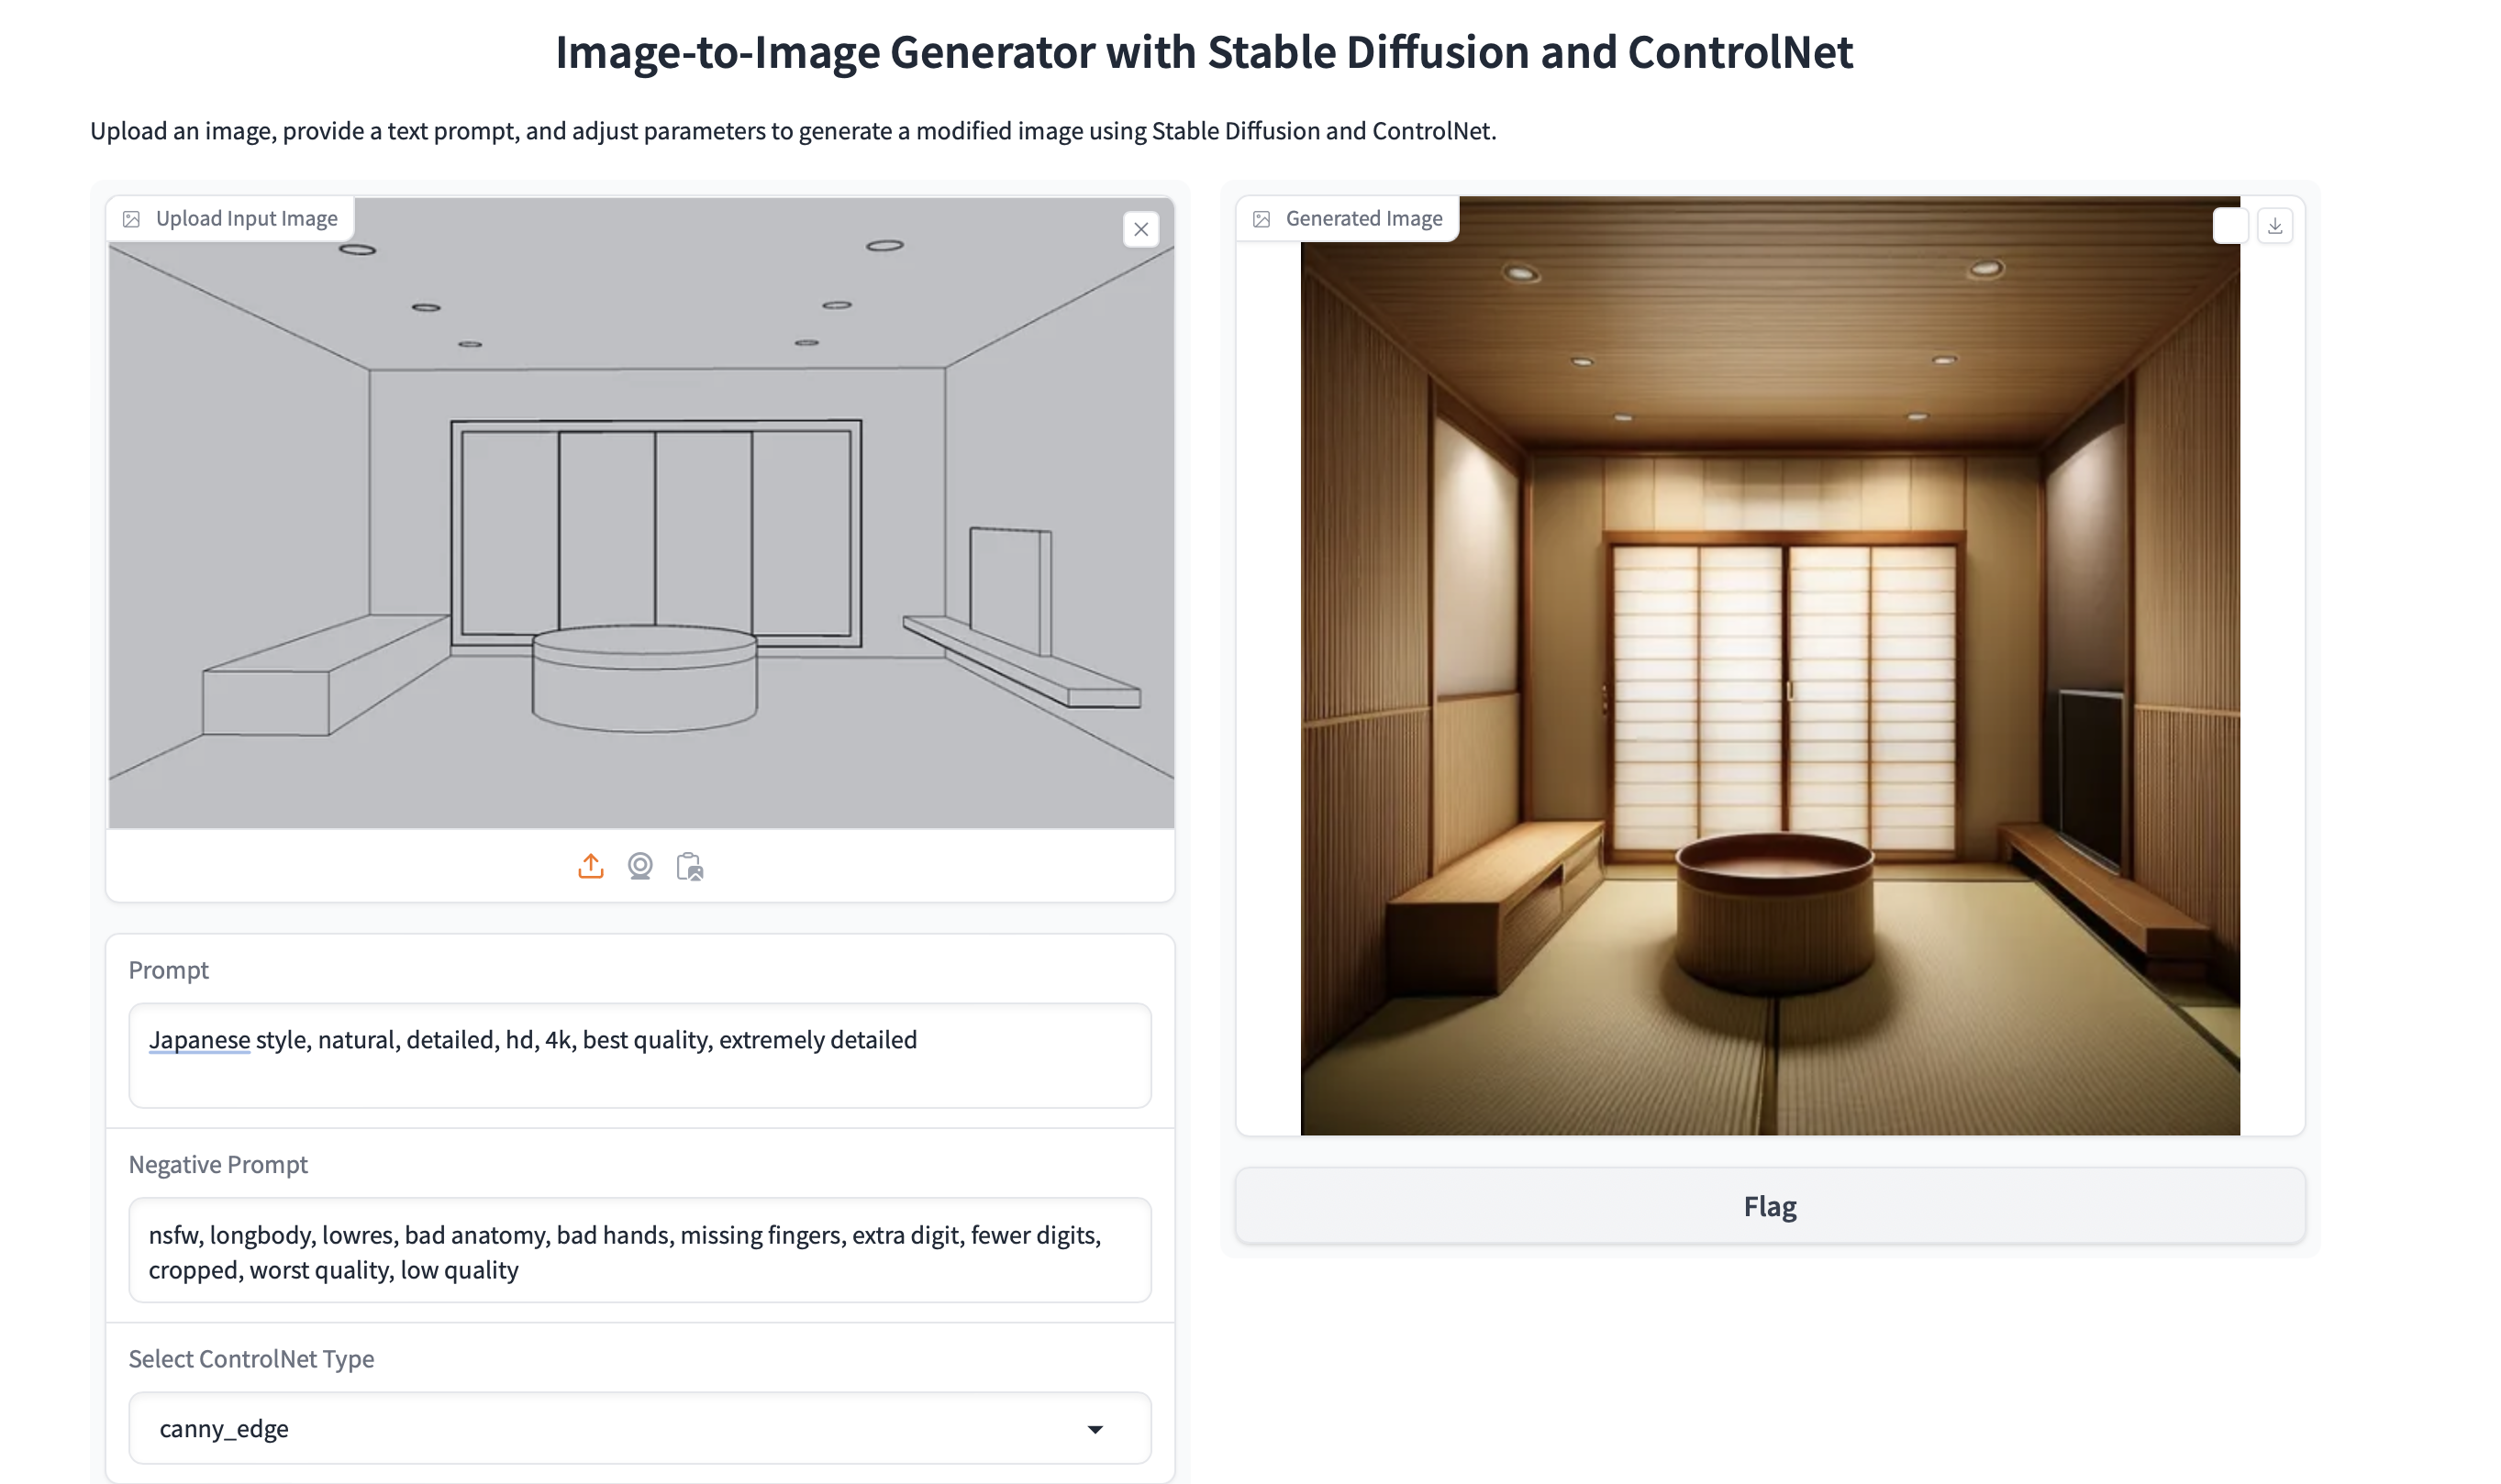 Image-to-Image Generator with Stable Diffusion and ControlNet
Upload an image, provide a text prompt, and adjust parameters to generate a modified image using Stable Diffusion and ControlNet.
Upload Input Image
Prompt
Japanese style, natural, detailed, hd, 4k, best quality, extremely detailed
Negative Prompt
nsfw, longbody, lowres, bad anatomy, bad hands, missing fingers, extra digit, fewer digits,
cropped, worst quality, low quality
Select ControlNet Type
canny_edge
Generated Image
Flag